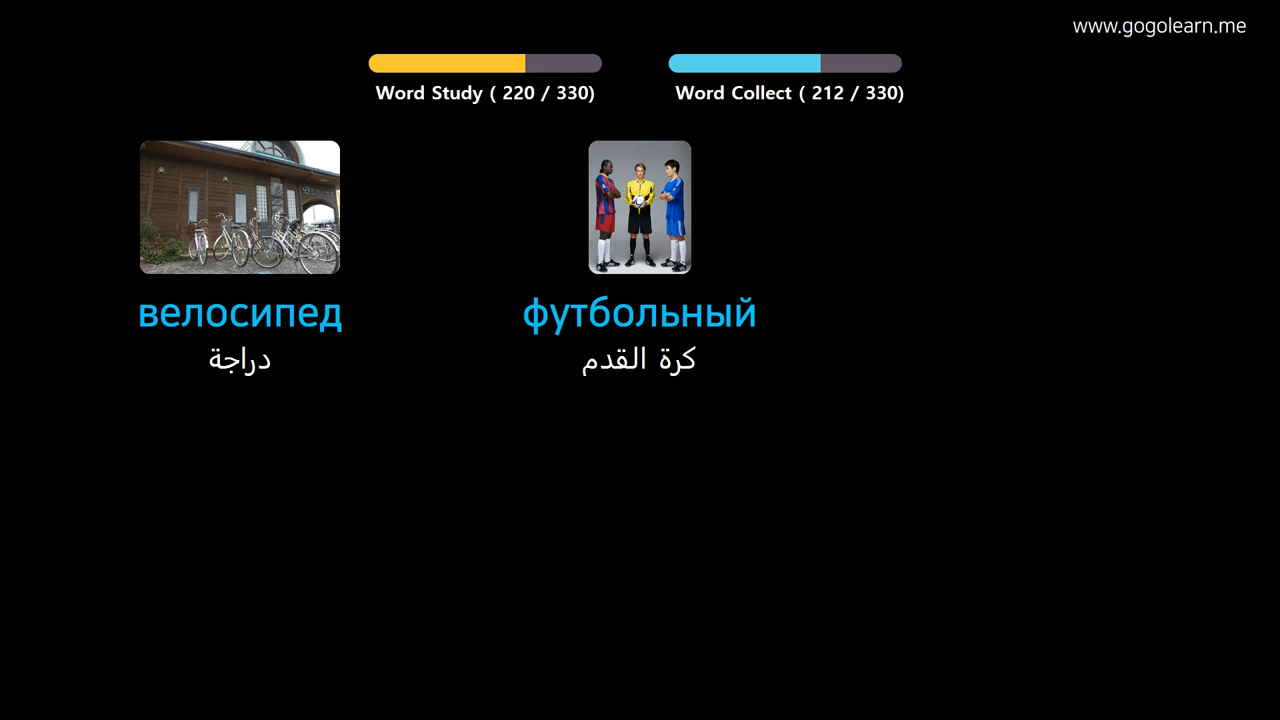 www.gogolearn.me
Word Study ( 220 / 330)
Word Collect ( 212 / 330)
велосипед
футбольный
دراجة
كرة القدم